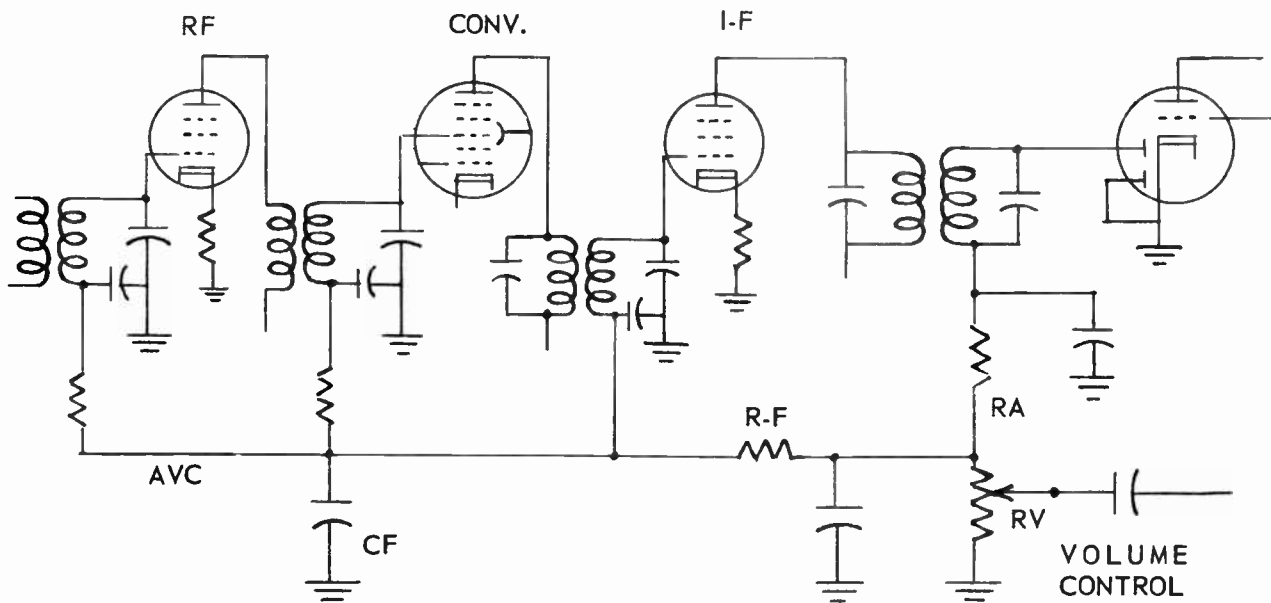 RF
CONV.
I-F
RA
R-F
AVC
RV
CF
VOLUME
CONTROL